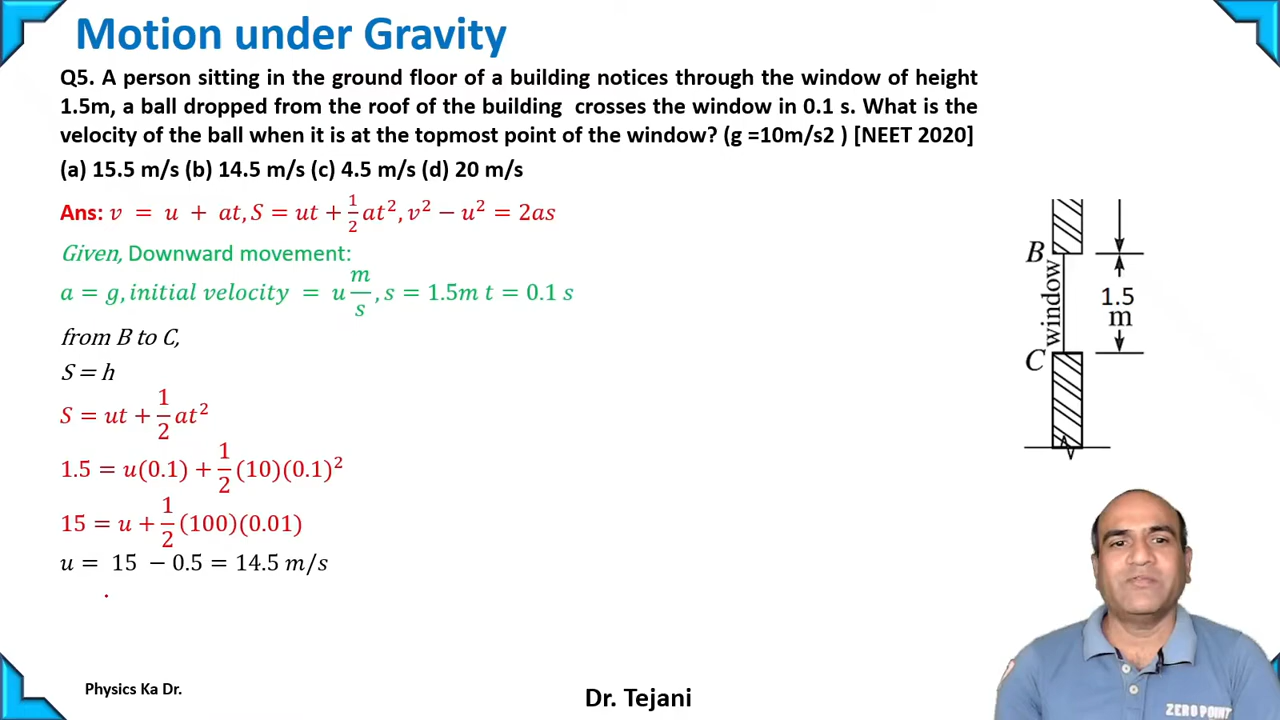 Motion under Gravity
Q5. A person sitting in the ground floor of a building notices through the window of height
1.5m, a ball dropped from the roof of the building crosses the window in 0.1 s. What is the
velocity of the ball when it is at the topmost point of the window? (g =10m/s2 ) [NEET 2020]
(a) 15.5 m/s (b) 14.5 m/s (c) 4.5 m/s (d) 20 m/s
Ans: v = u + at, S = ut + 1/2 at², v² − u² = 2as
Given, Downward movement:
a = g, initial velocity = u m/s, s = 1.5m t = 0.1 s
from B to C,
S = h
S = ut + 1/2 at²
1.5 = u(0.1) + 1/2 (10)(0.1)²
15 = u + 1/2 (100)(0.01)
u = 15 − 0.5 = 14.5 m/s
B
window
1.5
m
C
ZERO POINT
Physics Ka Dr.
Dr. Tejani